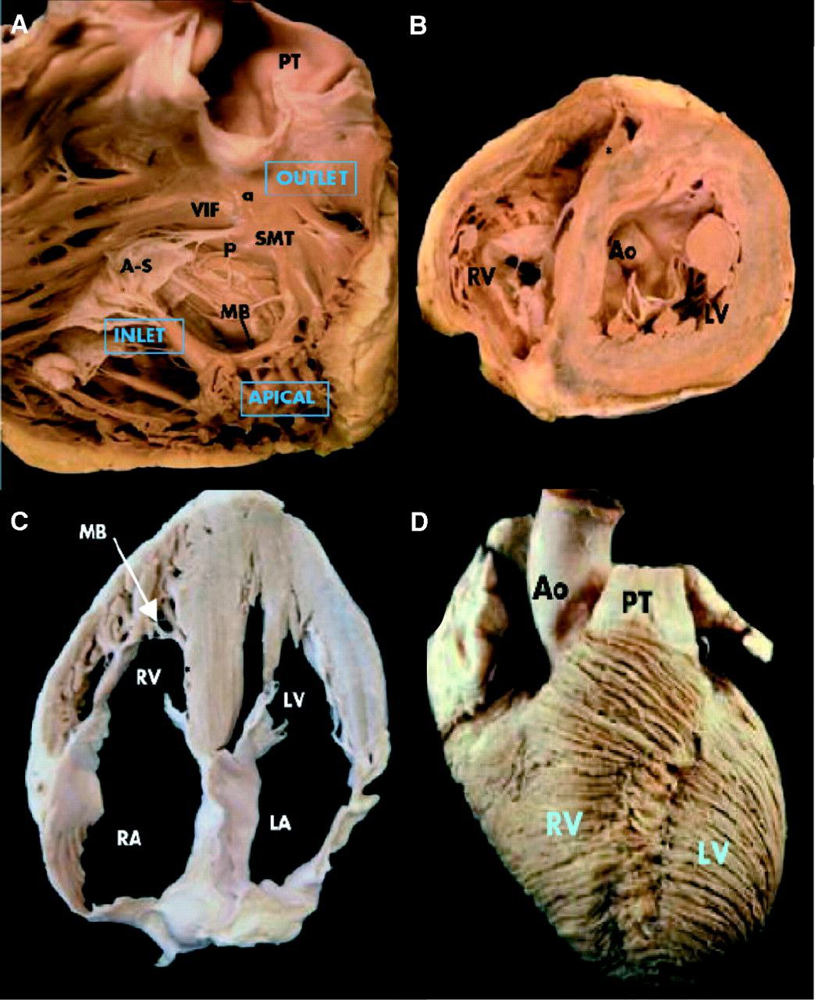 A
PT
OUTLET
a
VIF
SMT
P
A-S
MB
INLET
APICAL
B
*
Ao
RV
LV
C
MB
RV
*
LV
RA
LA
D
Ao
PT
RV
LV